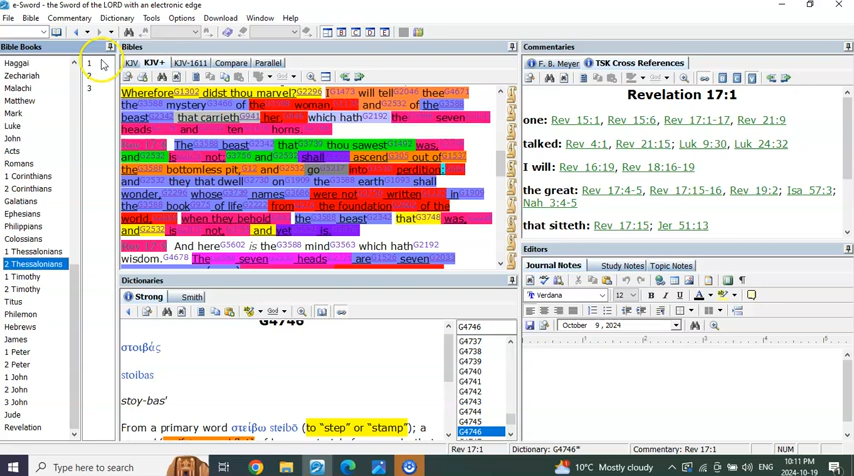 e-Sword - the Sword of the LORD with an electronic edge
File Bible Commentary Dictionary Tools Options Download Window Help
A B C D E
Bible Books
Haggai
Zechariah
Malachi
Matthew
Mark
Luke
John
Acts
Romans
1 Corinthians
2 Corinthians
Galatians
Ephesians
Philippians
Colossians
1 Thessalonians
2 Thessalonians
1 Timothy
2 Timothy
Titus
Philemon
Hebrews
James
1 Peter
2 Peter
1 John
2 John
3 John
Jude
Revelation
1
2
3
Bibles
KJV KJV+ KJV-1611 Compare Parallel
Wherefore G1302 didst thou marvel? G2296 I G1473 will tell G2046 thee G4671
the G3588 mystery G3466 of the G3588 woman, and G2532 of the G3588
beast G2342 that carrieth G941 her, which hath G2192 the seven
heads and ten horns.
The G3588 beast G2342 that G3739 thou sawest G1492 was,
and G2532 is not; G3756 and G2532 shall ascend G305 out of G1537
the G3588 bottomless pit, and go into perdition:
and they that dwell on G1909 the G3588 earth G1093 shall
wonder, G2296 whose names were not written in G1909
the G3588 book of life G2222 from the foundation of the
world, when they behold the beast G2342 that G3748 was,
and G2532 is not, and yet is.
And here G5602 is the G3588 mind G3563 which hath G2192
wisdom. G4678 The seven heads are seven
Dictionaries
Strong Smith
G4746
στοιβάς
stoibas
stoy-bas'
From a primary word στείβω steibō (to “step” or “stamp”); a
G4746
G4737
G4738
G4739
G4740
G4741
G4742
G4743
G4744
G4745
G4746
Commentaries
F. B. Meyer TSK Cross References
Revelation 17:1
one: Rev 15:1, Rev 15:6, Rev 17:1-17, Rev 21:9
talked: Rev 4:1, Rev 21:15; Luk 9:30, Luk 24:32
I will: Rev 16:19, Rev 18:16-19
the great: Rev 17:4-5, Rev 17:15-16, Rev 19:2; Isa 57:3;
Nah 3:4-5
that sitteth: Rev 17:15; Jer 51:13
Editors
Journal Notes Study Notes Topic Notes
Verdana 12 B I U A
October 9 , 2024
1 2 3 4 5
Rev 17:1 Dictionary: G4746* Commentary: Rev 17:1 NUM
Type here to search
10°C Mostly cloudy ENG 10:11 PM 2024-10-19